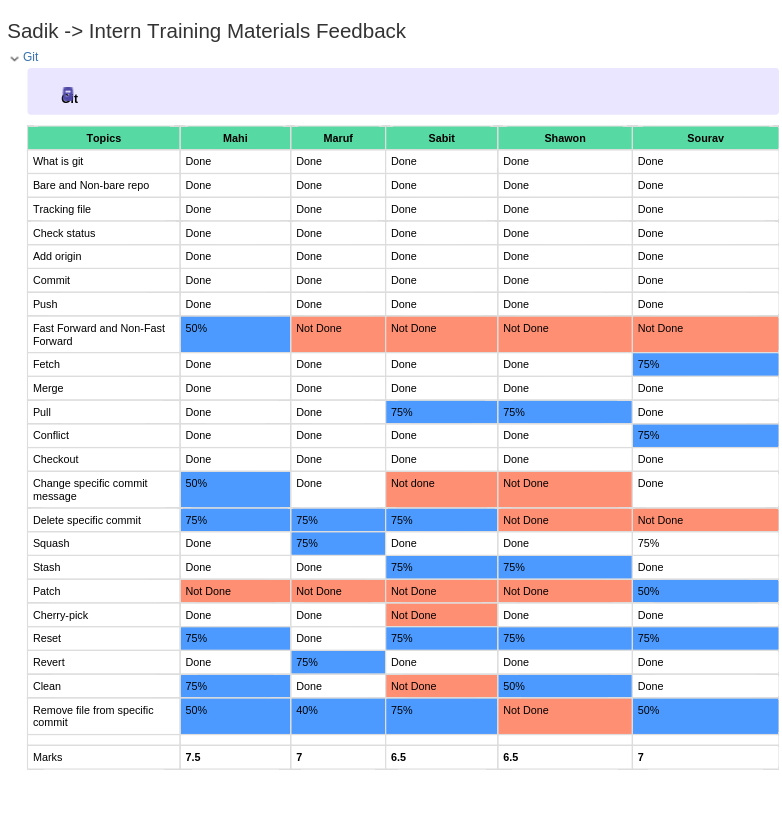 Sadik -> Intern Training Materials Feedback
Git
Git
Topics Mahi Maruf Sabit Shawon Sourav
What is git Done Done Done Done Done
Bare and Non-bare repo Done Done Done Done Done
Tracking file Done Done Done Done Done
Check status Done Done Done Done Done
Add origin Done Done Done Done Done
Commit Done Done Done Done Done
Push Done Done Done Done Done
Fast Forward and Non-Fast 50% Not Done Not Done Not Done Not Done
Forward
Fetch Done Done Done Done 75%
Merge Done Done Done Done Done
Pull Done Done 75% 75% Done
Conflict Done Done Done Done 75%
Checkout Done Done Done Done Done
Change specific commit 50% Done Not done Not Done Done
message
Delete specific commit 75% 75% 75% Not Done Not Done
Squash Done 75% Done Done 75%
Stash Done Done 75% 75% Done
Patch Not Done Not Done Not Done Not Done 50%
Cherry-pick Done Done Not Done Done Done
Reset 75% Done 75% 75% 75%
Revert Done 75% Done Done Done
Clean 75% Done Not Done 50% Done
Remove file from specific 50% 40% 75% Not Done 50%
commit
Marks 7.5 7 6.5 6.5 7